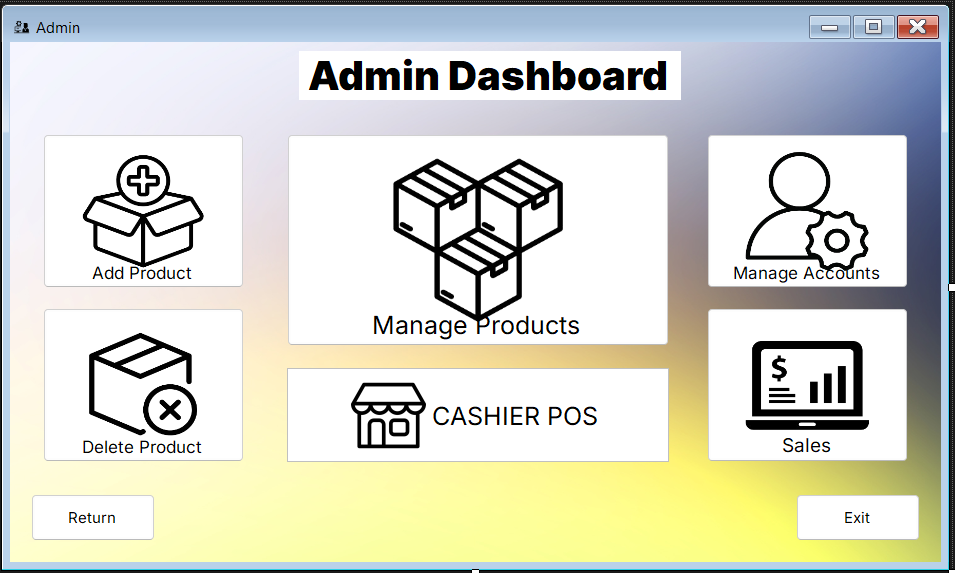 Admin
Admin Dashboard
Add Product
Manage Products
Manage Accounts
Delete Product
CASHIER POS
$
Sales
Return
Exit